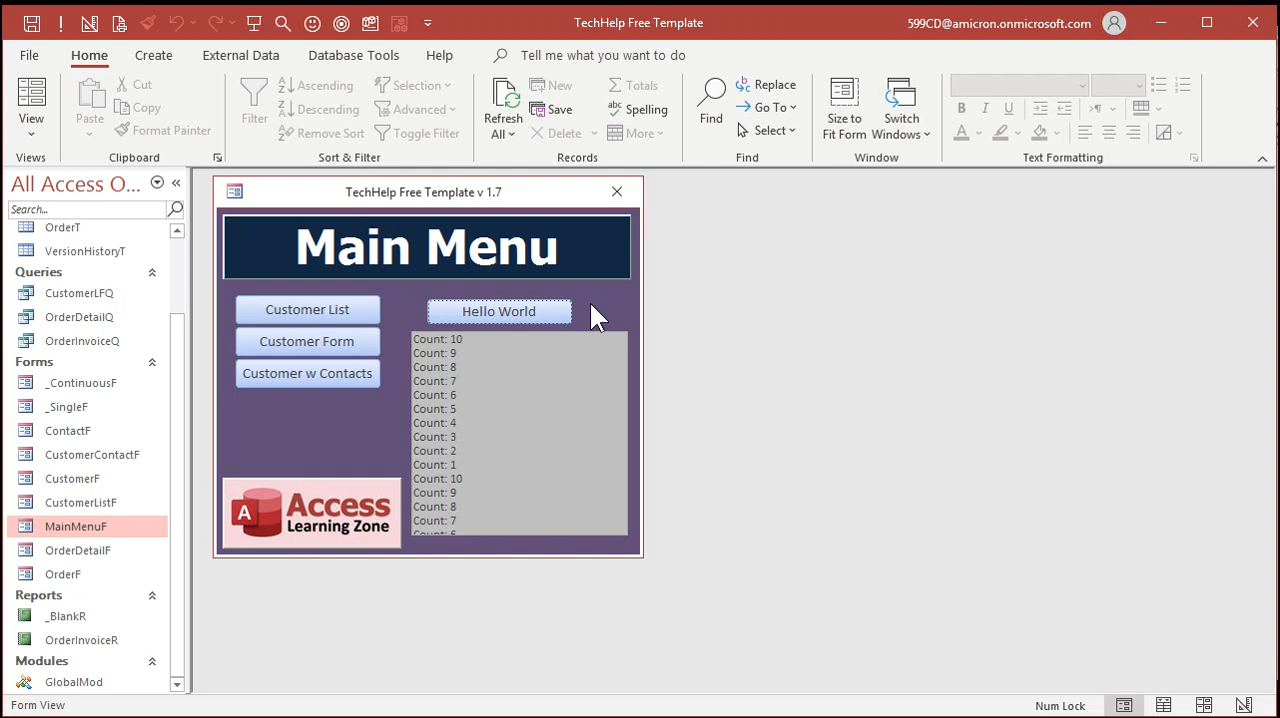 TechHelp Free Template
599CD@amicron.onmicrosoft.com
File Home Create External Data Database Tools Help Tell me what you want to do
View
Views
Paste
Cut
Copy
Format Painter
Clipboard
Filter
Ascending
Descending
Remove Sort
Selection
Advanced
Toggle Filter
Sort & Filter
Refresh
All
New
Save
Delete
Totals
Spelling
More
Records
Find
Replace
Go To
Select
Find
Size to
Fit Form
Switch
Windows
Window
B I U
A
Text Formatting
All Access O...
Search...
OrderT
VersionHistoryT
Queries
CustomerLFQ
OrderDetailQ
OrderInvoiceQ
Forms
_ContinuousF
_SingleF
ContactF
CustomerContactF
CustomerF
CustomerListF
MainMenuF
OrderDetailF
OrderF
Reports
_BlankR
OrderInvoiceR
Modules
GlobalMod
TechHelp Free Template v 1.7
Main Menu
Customer List
Customer Form
Customer w Contacts
Hello World
Count: 10
Count: 9
Count: 8
Count: 7
Count: 6
Count: 5
Count: 4
Count: 3
Count: 2
Count: 1
Count: 10
Count: 9
Count: 8
Count: 7
Count: 6
A Access
Learning Zone
Form View
Num Lock